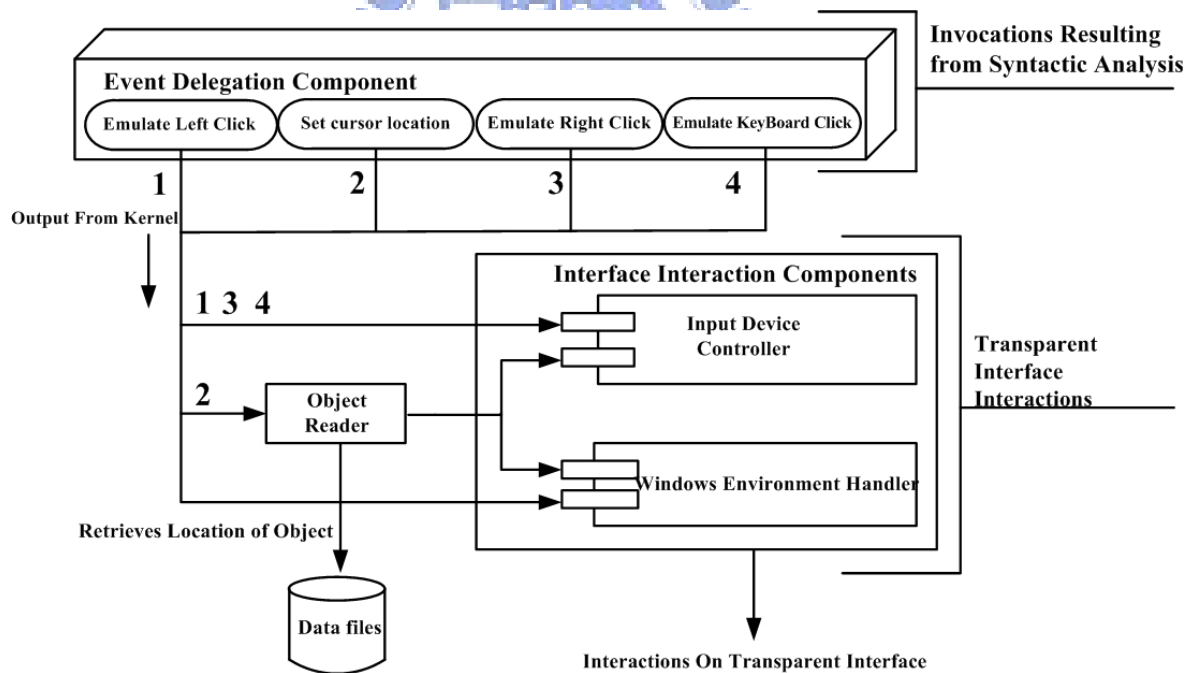 Invocations Resulting
from Syntactic Analysis
Event Delegation Component
Emulate Left Click
Set cursor location
Emulate Right Click
Emulate KeyBoard Click
1
2
3
4
Output From Kernel
Interface Interaction Components
1 3 4
Input Device
Controller
Transparent
Interface
Interactions
2
Object
Reader
Windows Environment Handler
Retrieves Location of Object
Data files
Interactions On Transparent Interface